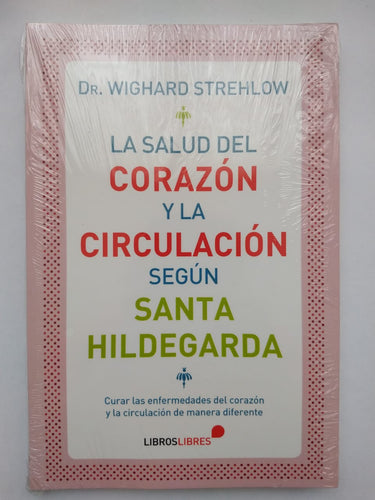 DR. WIGHARD STREHLOW
LA SALUD DEL
CORAZÓN
Y LA
CIRCULACIÓN
SEGÚN
SANTA
HILDEGARDA
Curar las enfermedades del corazón
y la circulación de manera diferente
LIBROSLIBRES